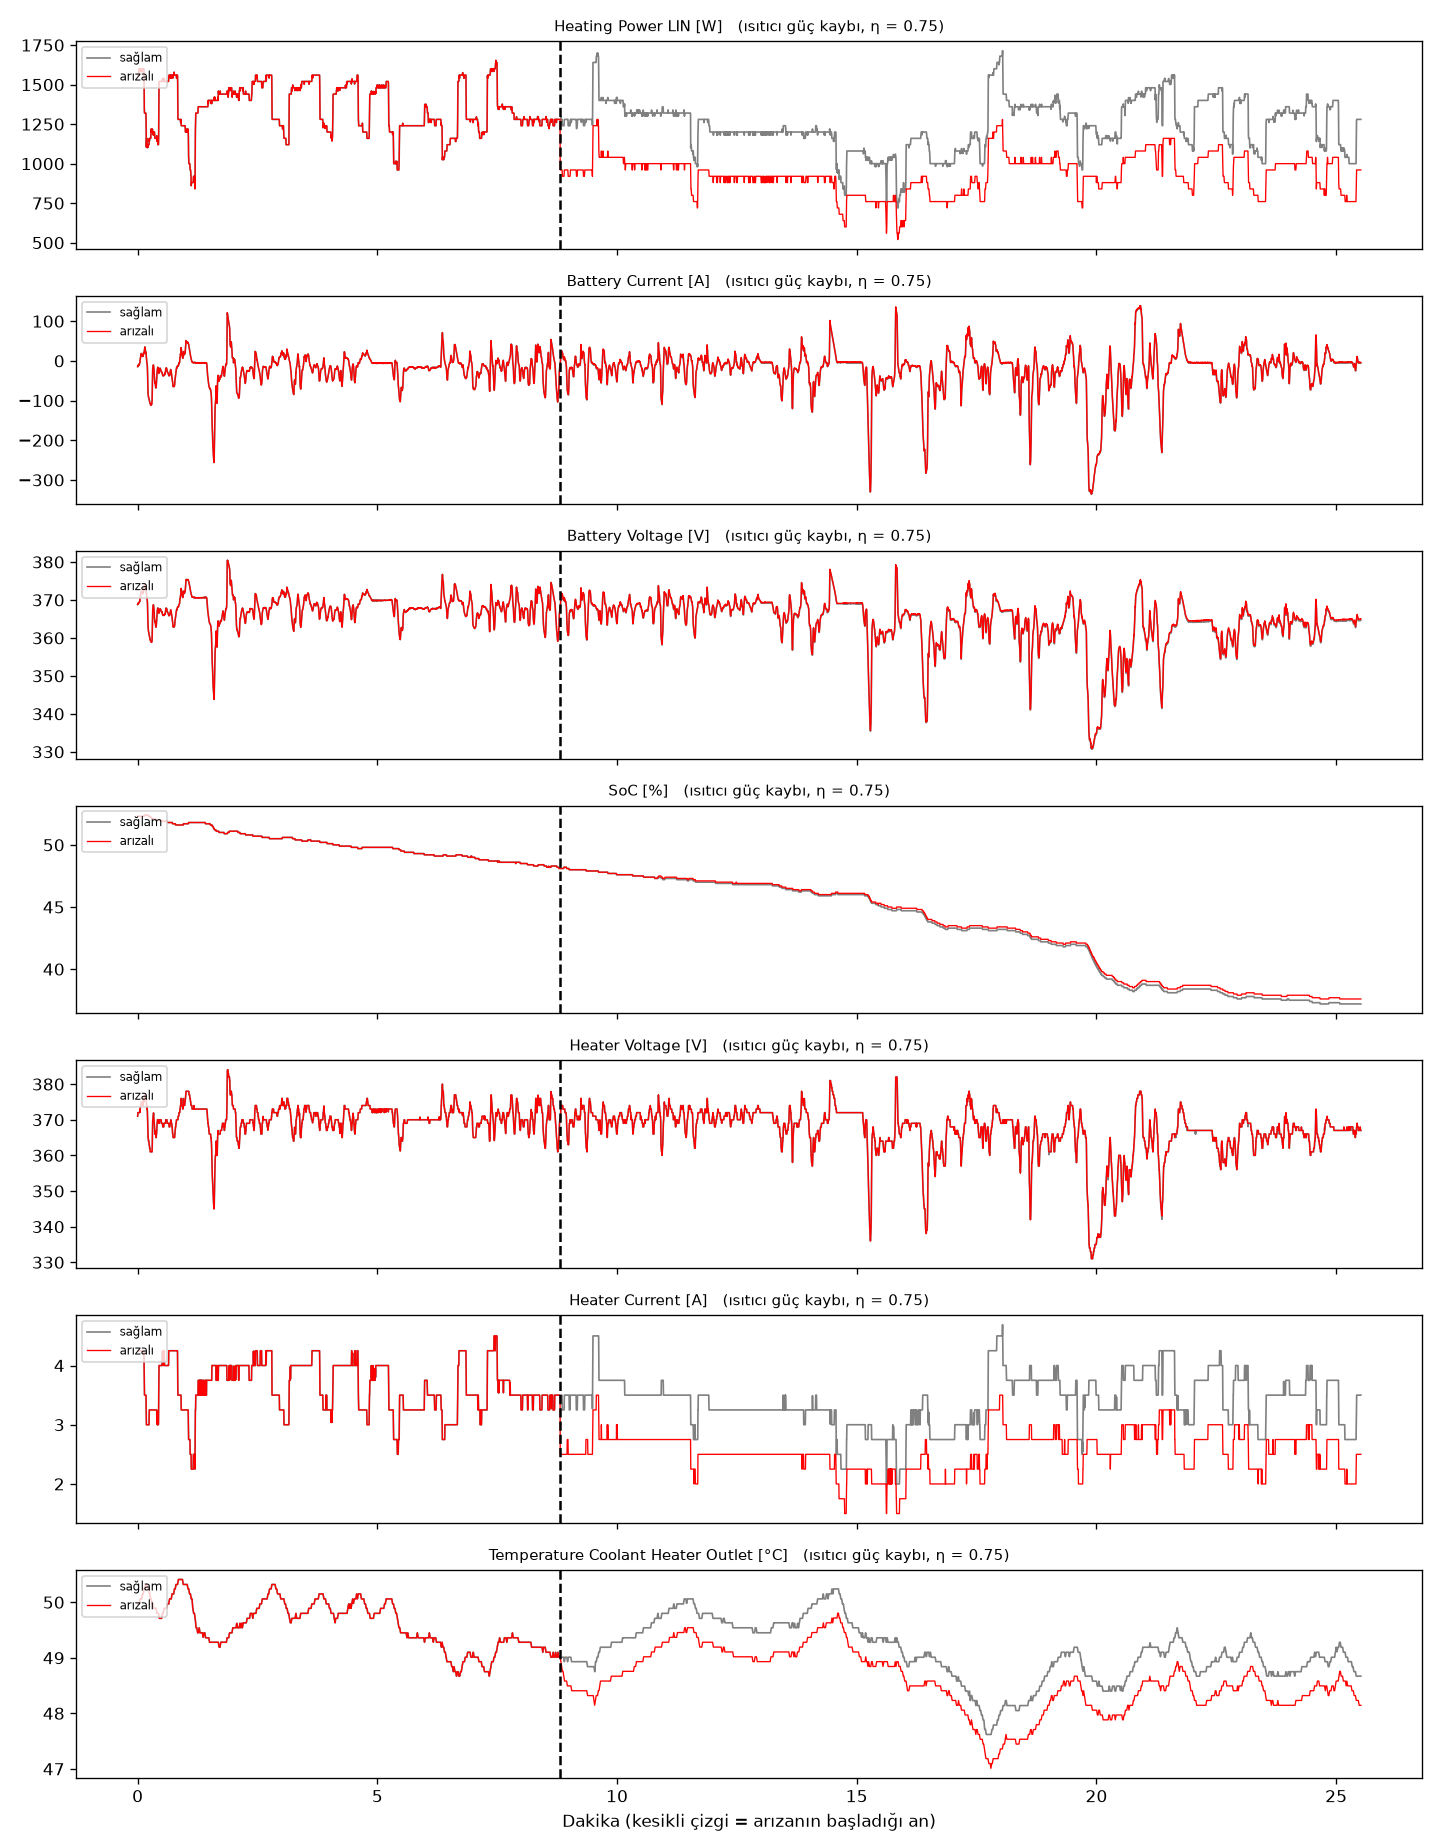 Heating Power LIN [W]   (ısıtıcı güç kaybı, η = 0.75)
sağlam
arızalı
1750
1500
1250
1000
750
500
Battery Current [A]   (ısıtıcı güç kaybı, η = 0.75)
sağlam
arızalı
100
0
−100
−200
−300
Battery Voltage [V]   (ısıtıcı güç kaybı, η = 0.75)
sağlam
arızalı
380
370
360
350
340
330
SoC [%]   (ısıtıcı güç kaybı, η = 0.75)
sağlam
arızalı
50
45
40
Heater Voltage [V]   (ısıtıcı güç kaybı, η = 0.75)
sağlam
arızalı
380
370
360
350
340
330
Heater Current [A]   (ısıtıcı güç kaybı, η = 0.75)
sağlam
arızalı
4
3
2
Temperature Coolant Heater Outlet [°C]   (ısıtıcı güç kaybı, η = 0.75)
sağlam
arızalı
50
49
48
47
0 5 10 15 20 25
Dakika (kesikli çizgi = arızanın başladığı an)